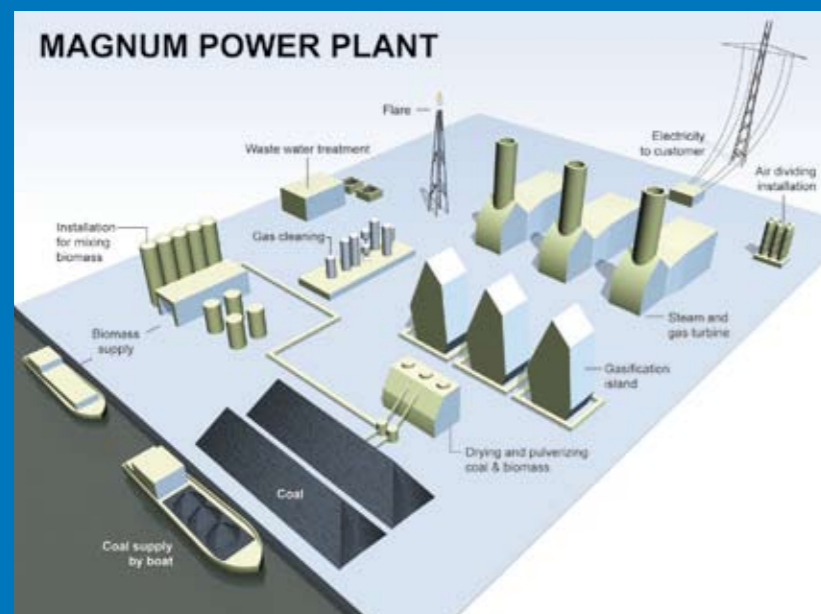 MAGNUM POWER PLANT
Flare
Waste water treatment
Electricity
to customer
Air dividing
installation
Installation
for mixing
biomass
Gas cleaning
Biomass
supply
Steam and
gas turbine
Gasification
island
Drying and pulverizing
coal & biomass
Coal
Coal supply
by boat